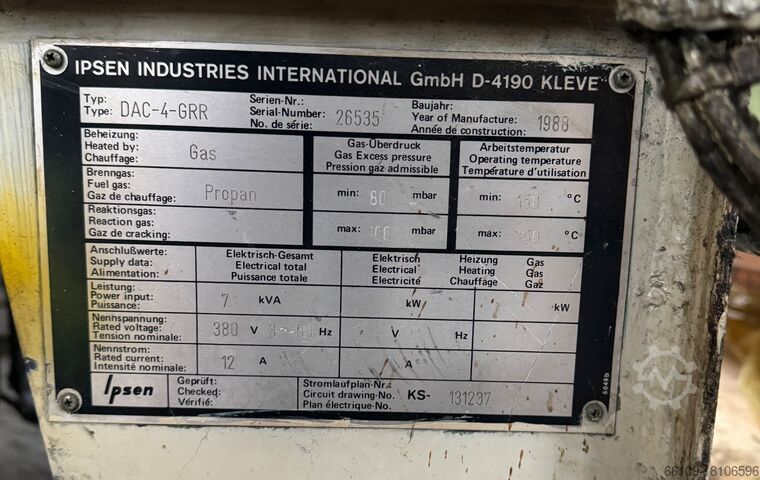 IPSEN INDUSTRIES INTERNATIONAL GmbH D-4190 KLEVE
Typ:
Type: DAC-4-GRR
Serien-Nr.:
Serial-Number: 26535
No. de série:
Baujahr:
Year of Manufacture: 1988
Année de construction:
Beheizung:
Heated by: Gas
Chauffage:
Gas-Überdruck
Gas Excess pressure
Pression gaz admissible
Arbeitstemperatur
Operating temperature
Température d'utilisation
Brenngas:
Fuel gas: Propan
Gaz de chauffage:
min: 80 mbar
min: 150 °C
Reaktionsgas:
Reaction gas:
Gaz de cracking:
max: 100 mbar
max: °C
Anschlußwerte:
Supply data:
Alimentation:
Elektrisch-Gesamt
Electrical total
Puissance totale
Elektrisch Heizung Gas
Electrical Heating Gas
Electricité Chauffage Gaz
Leistung:
Power input: 7 kVA kW kW
Puissance:
Nennspannung:
Rated voltage: 380 V Hz V Hz
Tension nominale:
Nennstrom:
Rated current: 12 A A
Intensité nominale:
Ipsen
Geprüft:
Checked:
Vérifié:
Stromlaufplan-Nr.:
Circuit drawing-No. KS- 131237
Plan électrique-No.
6049b